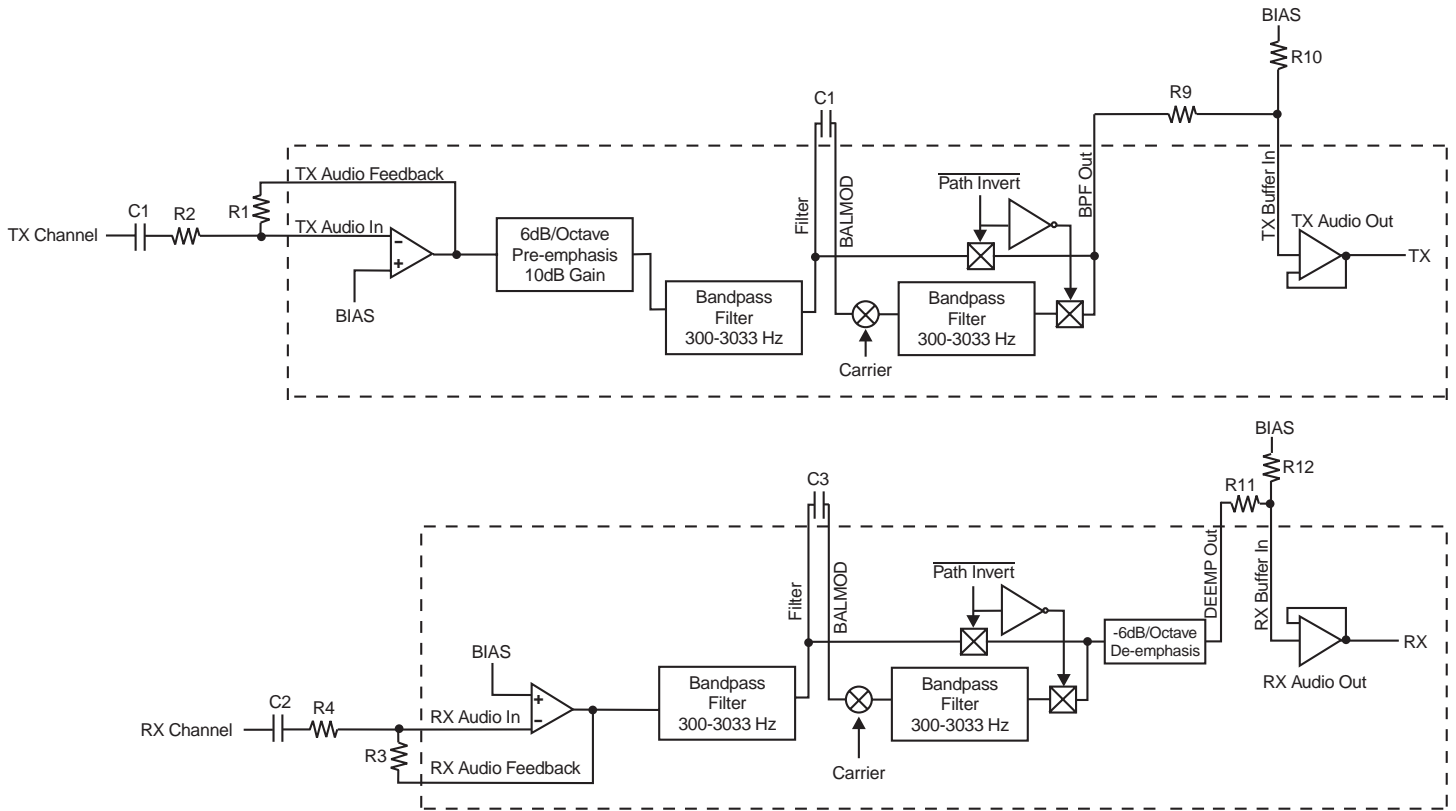 BIAS
R10
R9
C1
TX Audio Feedback
C1
R2
R1
TX Channel
TX Audio In
−
+
BIAS
6dB/Octave
Pre-emphasis
10dB Gain
Bandpass
Filter
300-3033 Hz
Filter
BALMOD
Path Invert
Carrier
Bandpass
Filter
300-3033 Hz
BPF Out
TX Buffer In
TX Audio Out
TX
BIAS
R12
R11
C3
BIAS
C2
R4
RX Channel
RX Audio In
R3
RX Audio Feedback
+
−
Bandpass
Filter
300-3033 Hz
Filter
BALMOD
Path Invert
Carrier
Bandpass
Filter
300-3033 Hz
-6dB/Octave
De-emphasis
DEEMP Out
RX Buffer In
RX
RX Audio Out